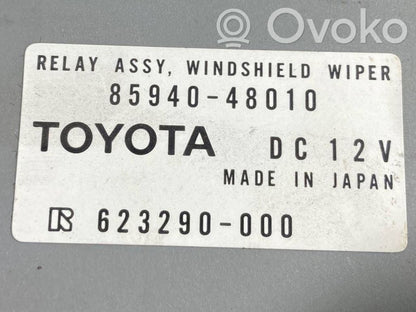 Ovoko
RELAY ASSY, WINDSHIELD WIPER
85940-48010
TOYOTA DC 12V
MADE IN JAPAN
R 623290-000